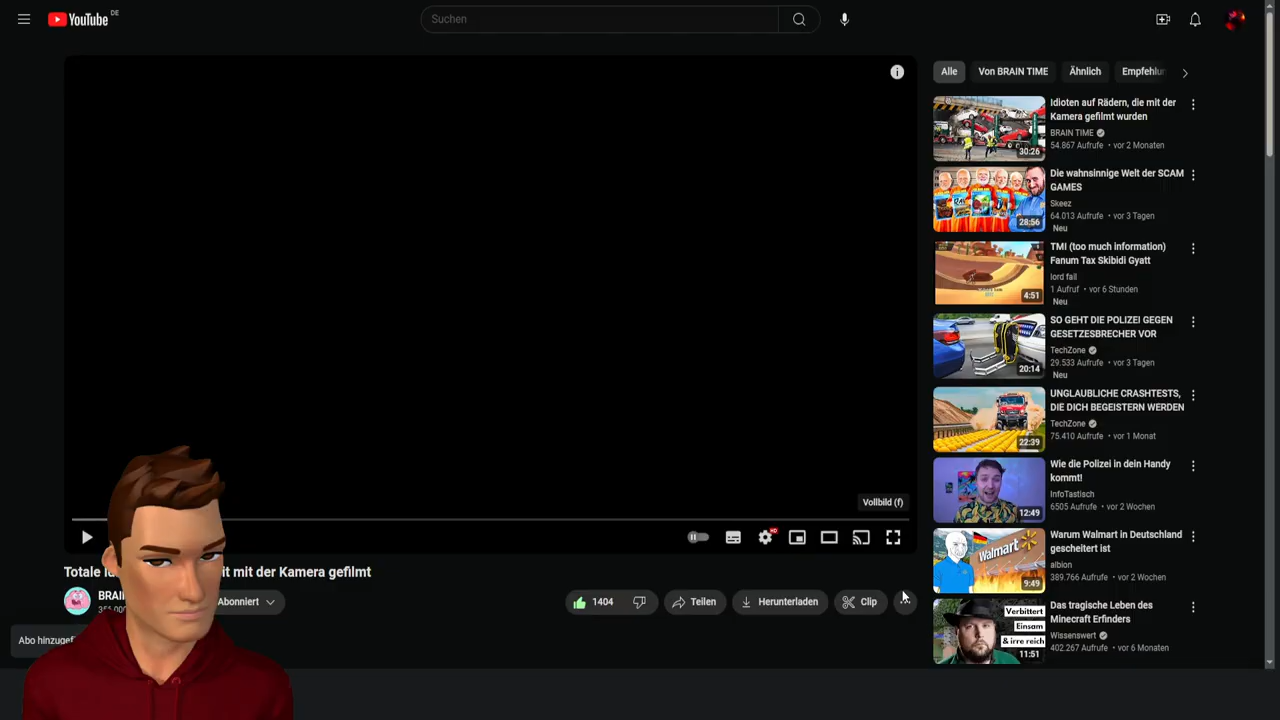 YouTube DE
Suchen
Alle
Von BRAIN TIME
Ähnlich
Idioten auf Rädern, die mit der
Kamera gefilmt wurden
BRAIN TIME
54.867 Aufrufe • vor 2 Monaten
30:26
Die wahnsinnige Welt der SCAM
GAMES
Skeez
64.013 Aufrufe • vor 3 Tagen
Neu
28:56
TMI (too much information)
Fanum Tax Skibidi Gyatt
lord fail
1 Aufruf • vor 6 Stunden
Neu
4:51
SO GEHT DIE POLIZEI GEGEN
GESETZESBRECHER VOR
TechZone
29.533 Aufrufe • vor 3 Tagen
Neu
20:14
UNGLAUBLICHE CRASHTESTS,
DIE DICH BEGEISTERN WERDEN
TechZone
75.410 Aufrufe • vor 1 Monat
22:39
Wie die Polizei in dein Handy
kommt!
InfoTastisch
6505 Aufrufe • vor 2 Wochen
12:49
Warum Walmart in Deutschland
gescheitert ist
albion
389.766 Aufrufe • vor 2 Wochen
Walmart
9:49
Das tragische Leben des
Minecraft Erfinders
Wissenswert
402.267 Aufrufe • vor 6 Monaten
Verbittert
Einsam
& irre reich
11:51
Vollbild (f)
HD
Totale mit der Kamera gefilmt
Abonniert
1404
Teilen
Herunterladen
Clip
Abo